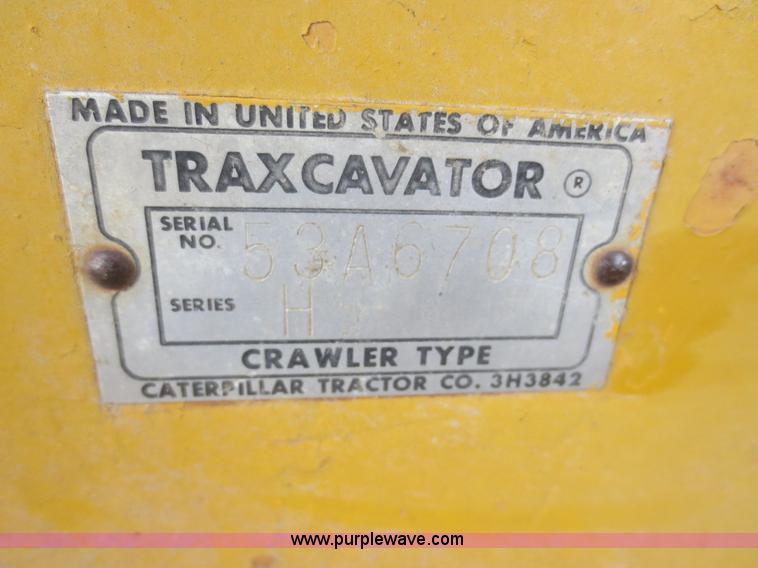 MADE IN UNITED STATES OF AMERICA
TRAXCAVATOR ®
SERIAL NO. 53A6708
SERIES H
CRAWLER TYPE
CATERPILLAR TRACTOR CO. 3H3842
www.purplewave.com